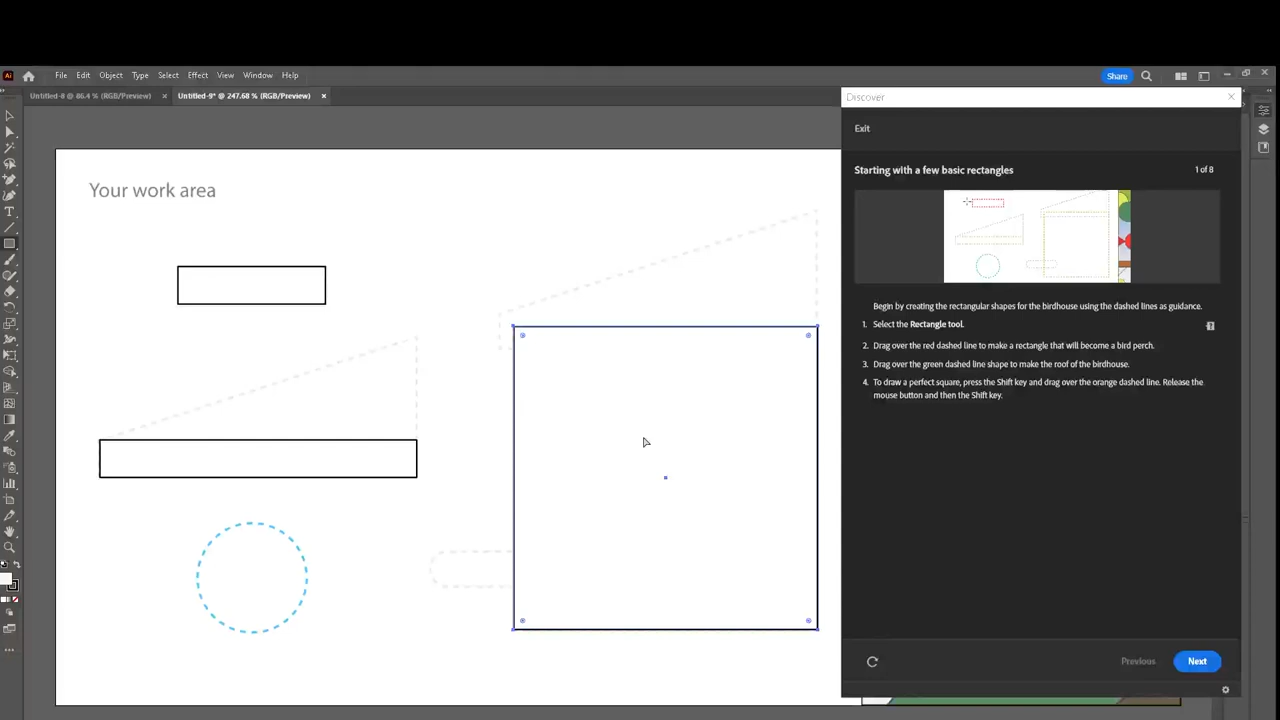 Ai File Edit Object Type Select Effect View Window Help Share
Untitled-8 @ 86.4 % (RGB/Preview) × Untitled-9* @ 247.68 % (RGB/Preview) ×
Discover
Exit
Your work area
Starting with a few basic rectangles 1 of 8
Begin by creating the rectangular shapes for the birdhouse using the dashed lines as guidance.
1. Select the Rectangle tool.
2. Drag over the red dashed line to make a rectangle that will become a bird perch.
3. Drag over the green dashed line shape to make the roof of the birdhouse.
4. To draw a perfect square, press the Shift key and drag over the orange dashed line. Release the
mouse button and then the Shift key.
Previous Next